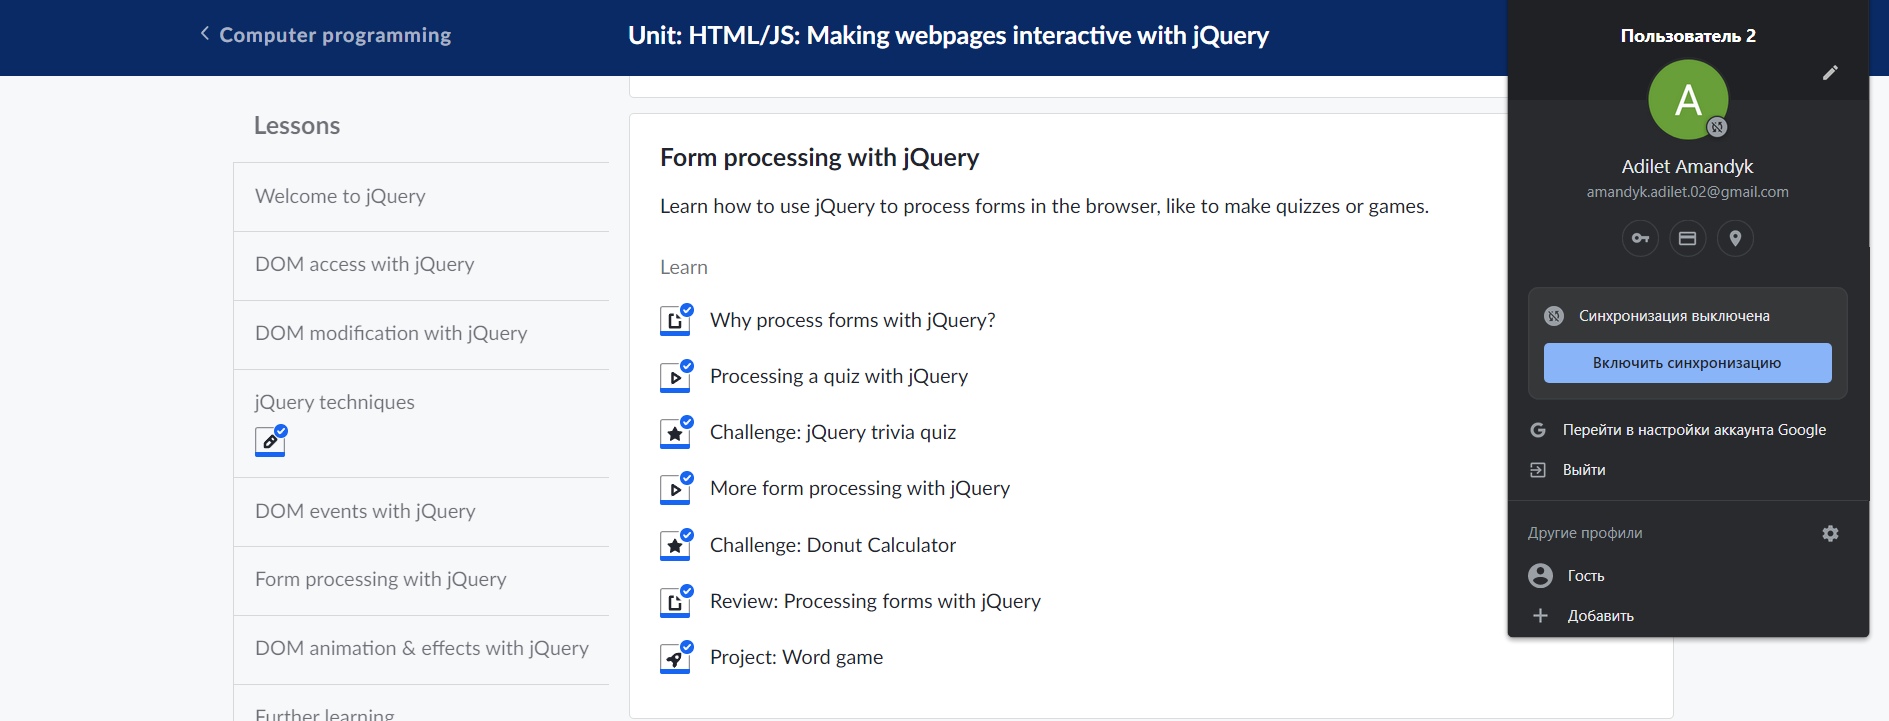 Computer programming
Unit: HTML/JS: Making webpages interactive with jQuery
Lessons
Welcome to jQuery
DOM access with jQuery
DOM modification with jQuery
jQuery techniques
DOM events with jQuery
Form processing with jQuery
DOM animation & effects with jQuery
Further learning
Form processing with jQuery
Learn how to use jQuery to process forms in the browser, like to make quizzes or games.
Learn
Why process forms with jQuery?
Processing a quiz with jQuery
Challenge: jQuery trivia quiz
More form processing with jQuery
Challenge: Donut Calculator
Review: Processing forms with jQuery
Project: Word game
Пользователь 2
A
Adilet Amandyk
amandyk.adilet.02@gmail.com
Синхронизация выключена
Включить синхронизацию
G Перейти в настройки аккаунта Google
Выйти
Другие профили
Гость
Добавить